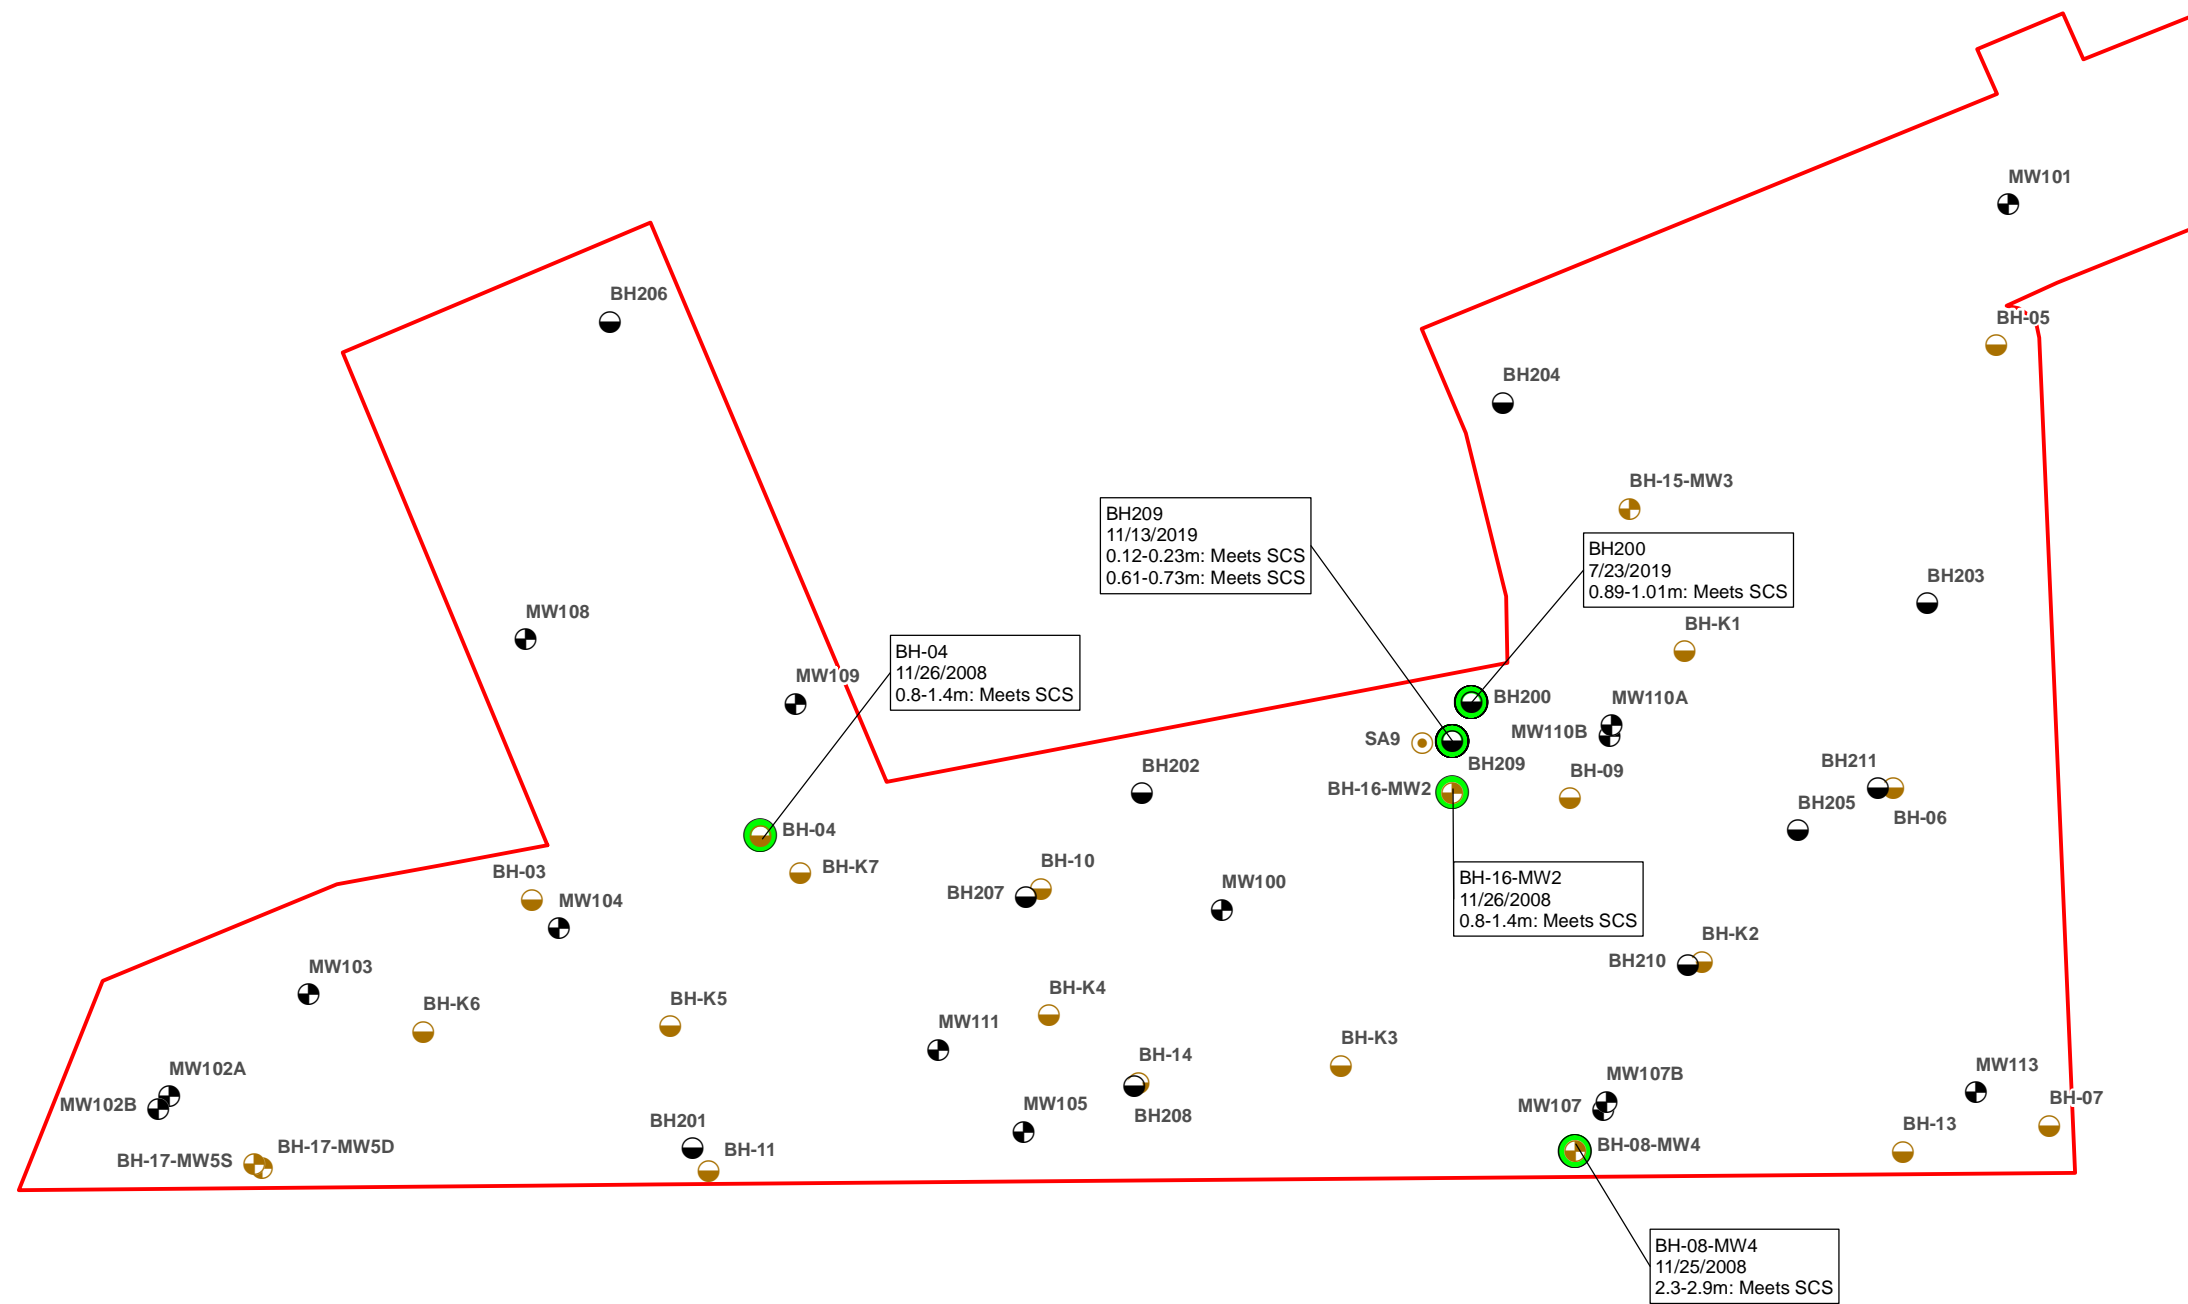 MW101
BH206
BH-05
BH204
BH-15-MW3
BH209
11/13/2019
0.12-0.23m: Meets SCS
0.61-0.73m: Meets SCS
BH200
7/23/2019
0.89-1.01m: Meets SCS
BH203
MW108
BH-K1
BH-04
11/26/2008
0.8-1.4m: Meets SCS
MW109
BH200
MW110A
MW110B
SA9
BH209
BH202
BH-09
BH211
BH-16-MW2
BH205
BH-06
BH-04
BH-K7
BH-10
BH-03
BH207
MW100
BH-16-MW2
11/26/2008
0.8-1.4m: Meets SCS
MW104
BH-K2
BH210
MW103
BH-K6
BH-K5
BH-K4
MW111
BH-K3
BH-14
MW102A
MW102B
MW107B
MW107
MW113
BH-07
MW105
BH208
BH201
BH-11
BH-17-MW5D
BH-17-MW5S
BH-08-MW4
BH-13
BH-08-MW4
11/25/2008
2.3-2.9m: Meets SCS